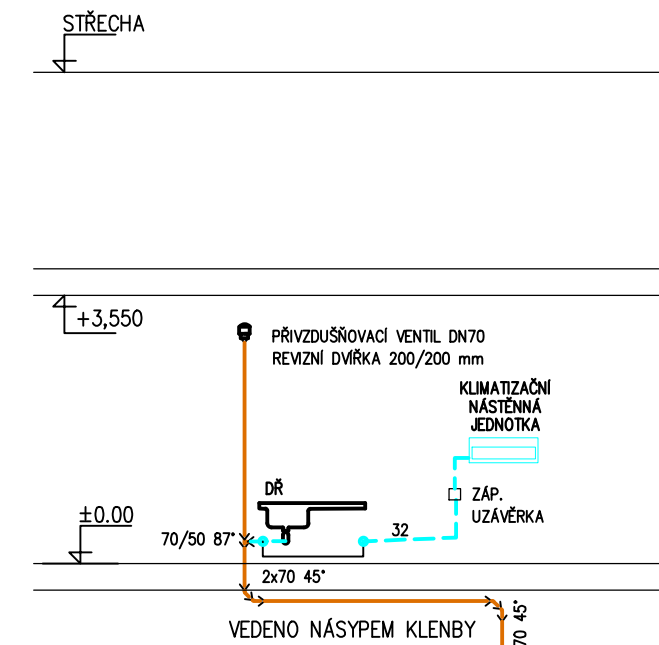 STŘECHA
+3,550
PŘIVZDUŠŇOVACÍ VENTIL DN70
REVIZNÍ DVÍŘKA 200/200 mm
KLIMATIZAČNÍ
NÁSTĚNNÁ
JEDNOTKA
DŘ
ZÁP.
UZÁVĚRKA
±0.00
70/50 87°
32
2x70 45°
VEDENO NÁSYPEM KLENBY
70 45°